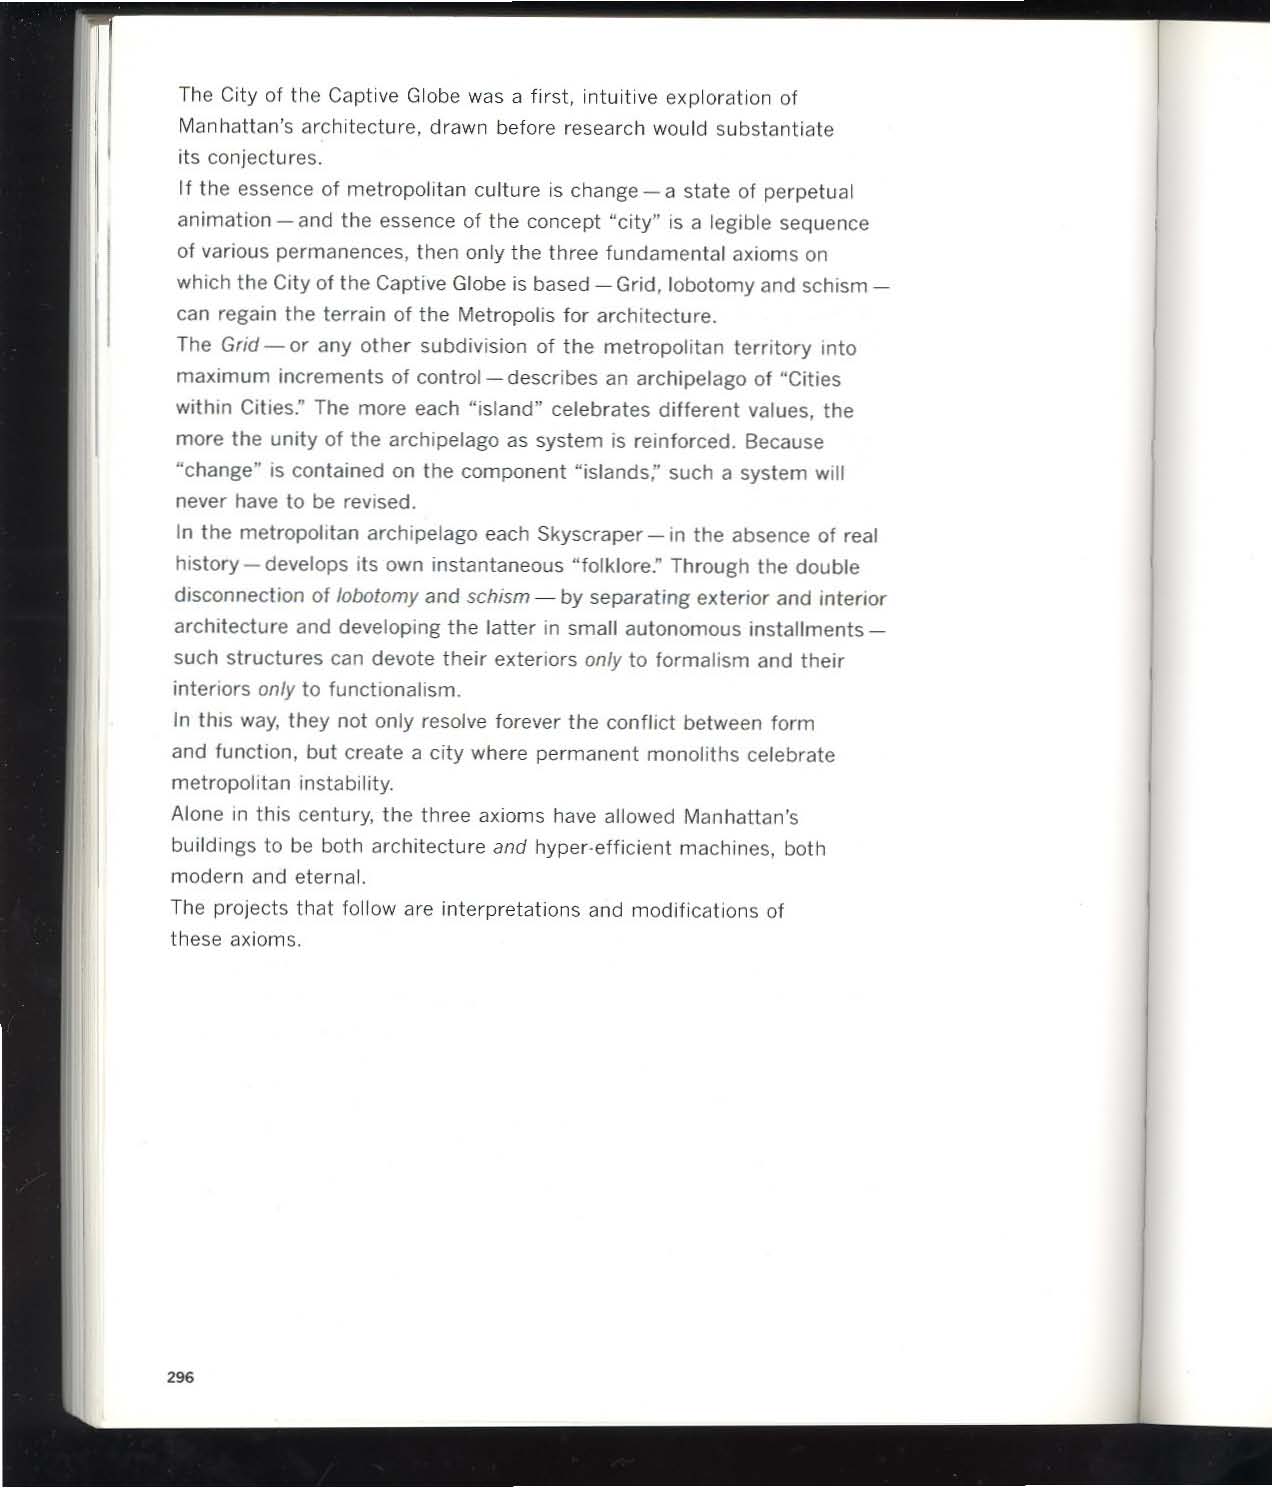 The City of the Captive Globe was a first, intuitive exploration of
Manhattan's architecture, drawn before research would substantiate
its conjectures.
If the essence of metropolitan culture is change — a state of perpetual
animation — and the essence of the concept “city” is a legible sequence
of various permanences, then only the three fundamental axioms on
which the City of the Captive Globe is based — Grid, lobotomy and schism —
can regain the terrain of the Metropolis for architecture.
The Grid — or any other subdivision of the metropolitan territory into
maximum increments of control — describes an archipelago of “Cities
within Cities.” The more each “island” celebrates different values, the
more the unity of the archipelago as system is reinforced. Because
“change” is contained on the component “islands,” such a system will
never have to be revised.
In the metropolitan archipelago each Skyscraper — in the absence of real
history — develops its own instantaneous “folklore.” Through the double
disconnection of lobotomy and schism — by separating exterior and interior
architecture and developing the latter in small autonomous installments —
such structures can devote their exteriors only to formalism and their
interiors only to functionalism.
In this way, they not only resolve forever the conflict between form
and function, but create a city where permanent monoliths celebrate
metropolitan instability.
Alone in this century, the three axioms have allowed Manhattan's
buildings to be both architecture and hyper-efficient machines, both
modern and eternal.
The projects that follow are interpretations and modifications of
these axioms.
296